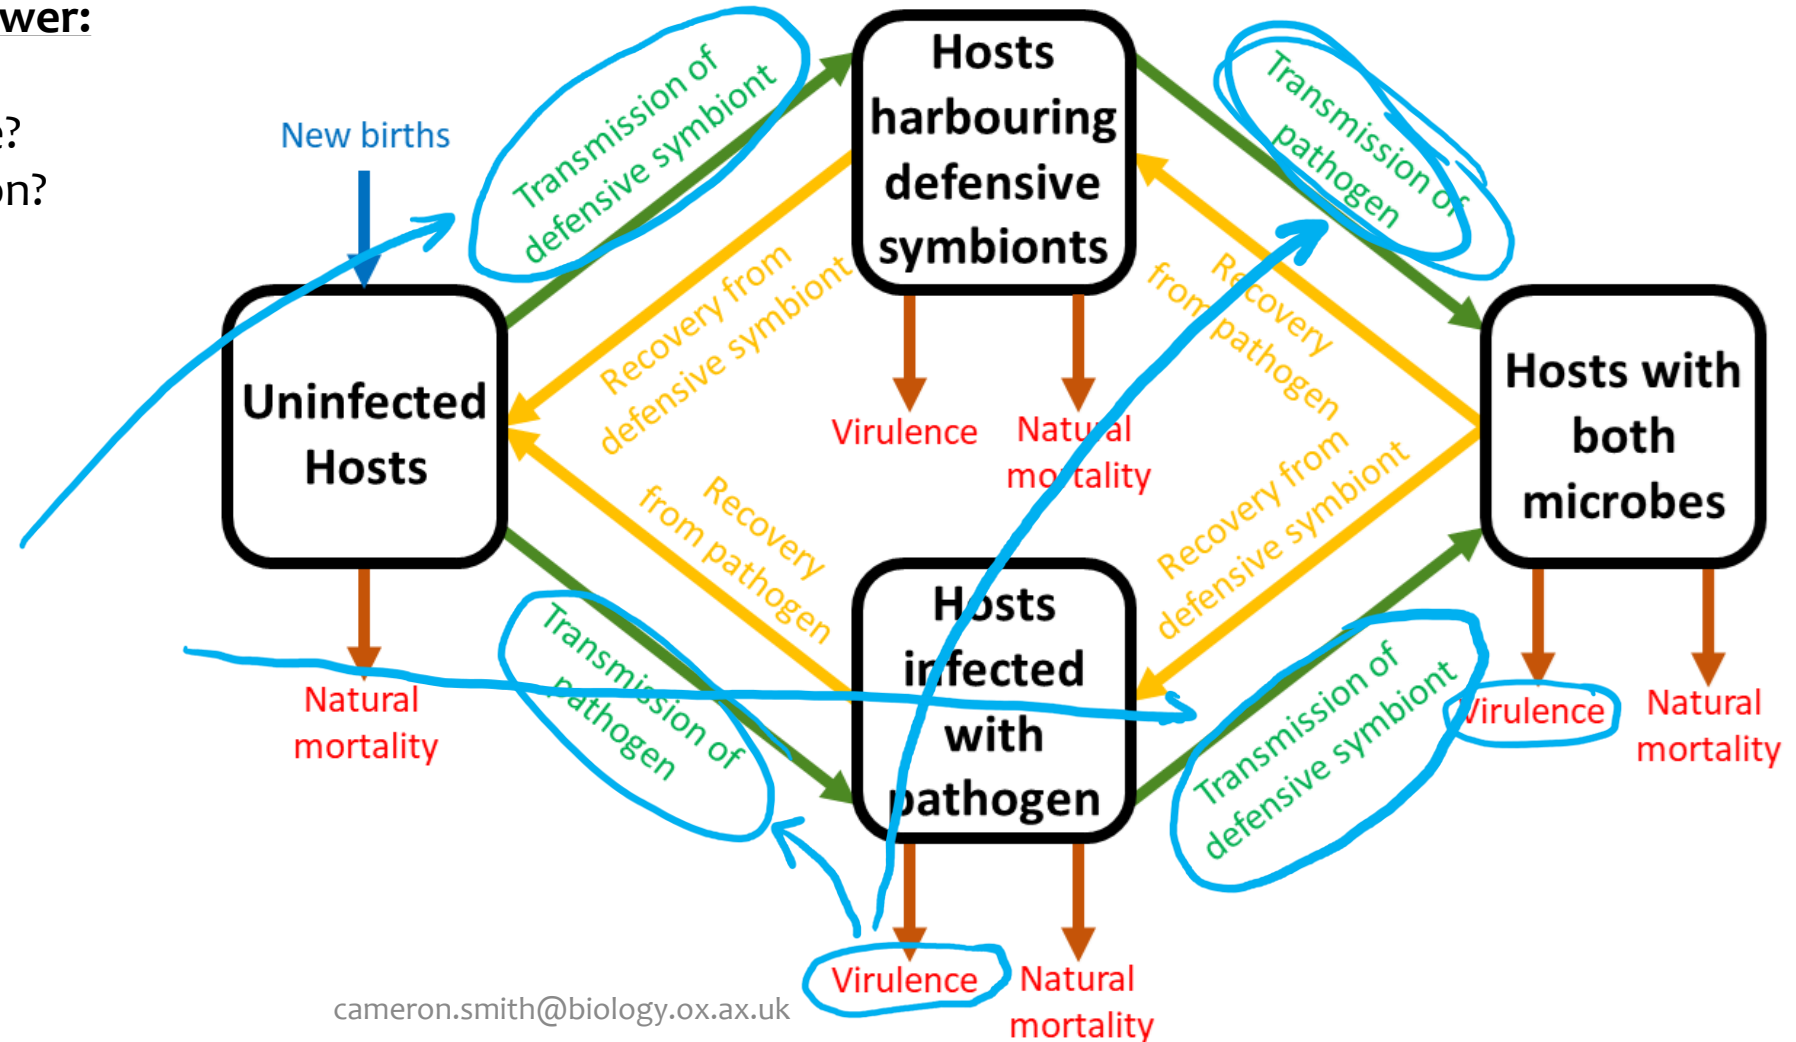 wer:
e?
on?
New births
Transmission of
defensive symbiont
Hosts
harbouring
defensive
symbionts
Transmission of
pathogen
Recovery from
defensive symbiont
Recovery
from pathogen
Virulence
Natural
mortality
Uninfected
Hosts
Hosts with
both
microbes
Recovery
from pathogen
Recovery from
defensive symbiont
Natural
mortality
Transmission of
pathogen
Hosts
infected
with
pathogen
Transmission of
defensive symbiont
Virulence
Natural
mortality
Virulence
Natural
mortality
cameron.smith@biology.ox.ax.uk